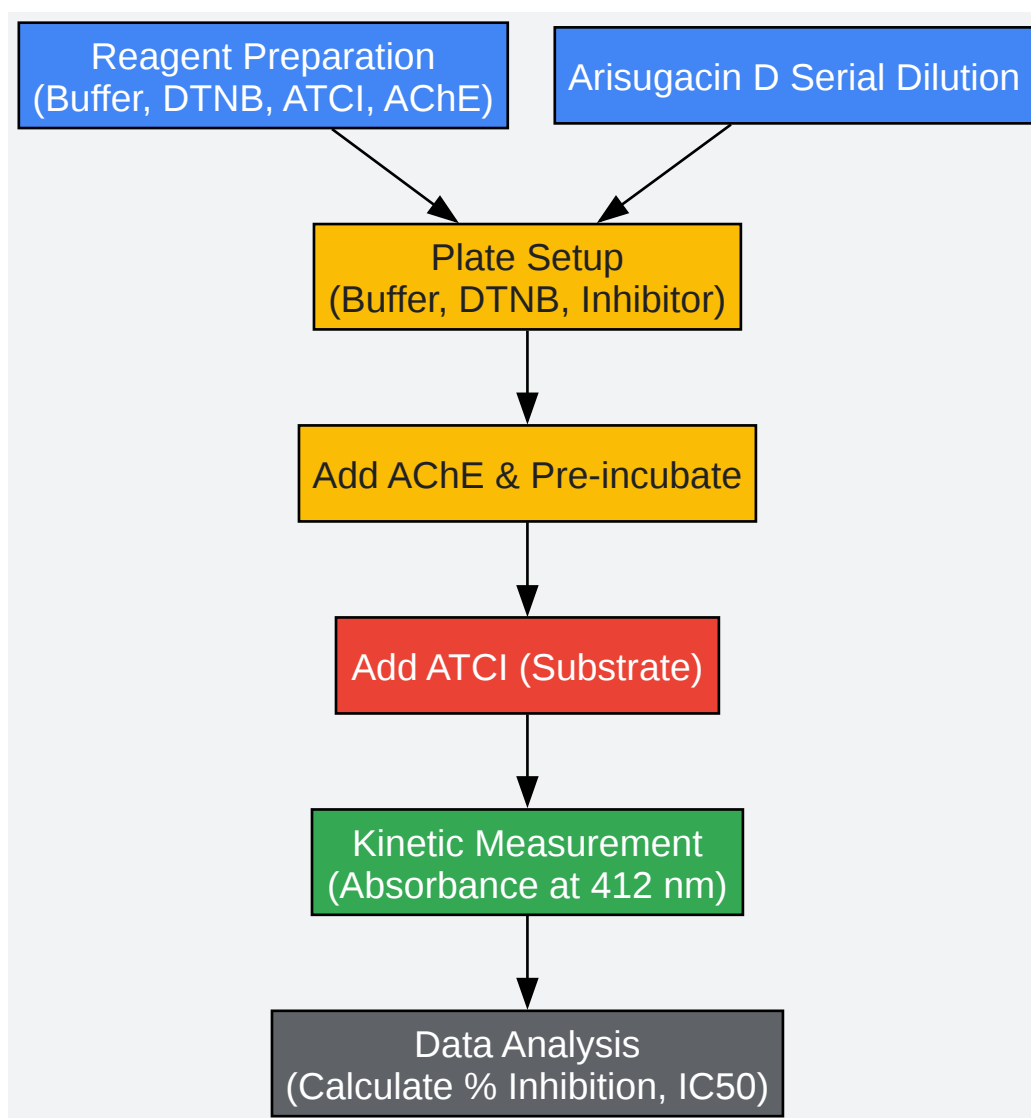 Reagent Preparation
(Buffer, DTNB, ATCI, AChE)
Arisugacin D Serial Dilution
Plate Setup
(Buffer, DTNB, Inhibitor)
Add AChE & Pre-incubate
Add ATCI (Substrate)
Kinetic Measurement
(Absorbance at 412 nm)
Data Analysis
(Calculate % Inhibition, IC50)